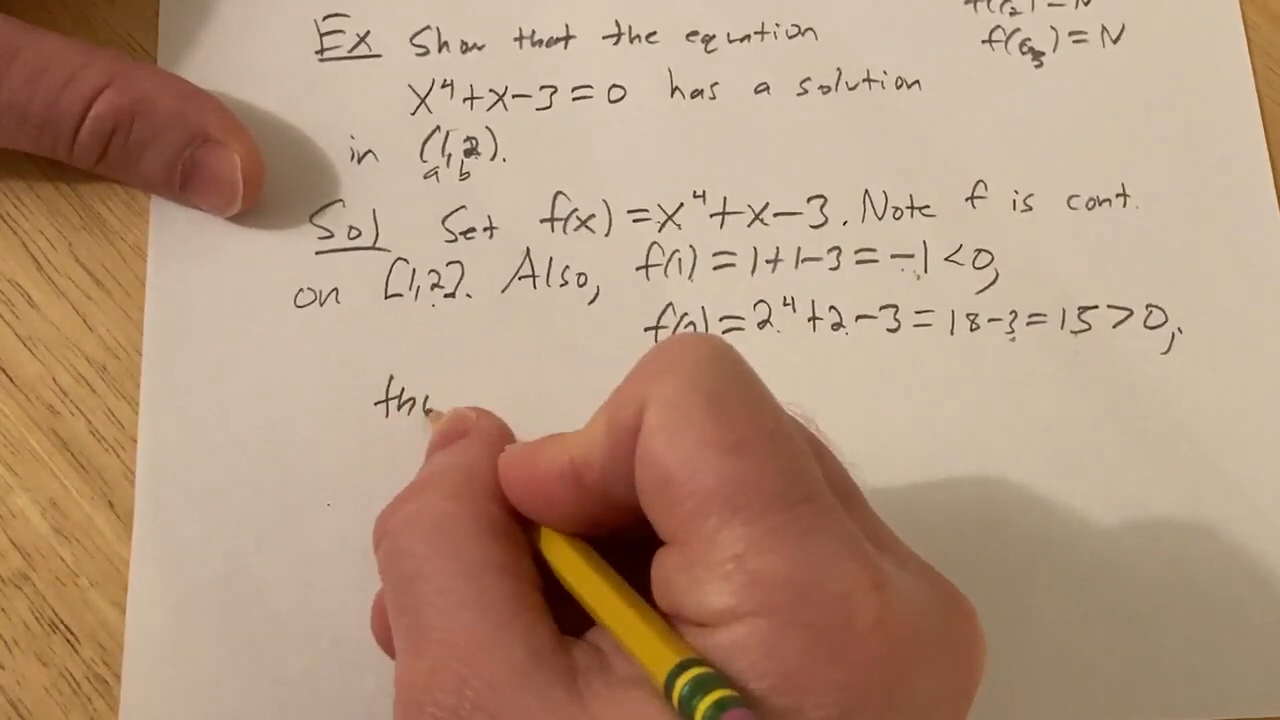 f(c₂) = N
f(c₃) = N
Ex Show that the equation
x⁴+x-3=0 has a solution
in (1,2).
a b
Sol Set f(x)=x⁴+x-3. Note f is cont.
on [1,2]. Also, f(1)=1+1-3=-1<0,
f(2)=2⁴+2-3=18-3=15>0,